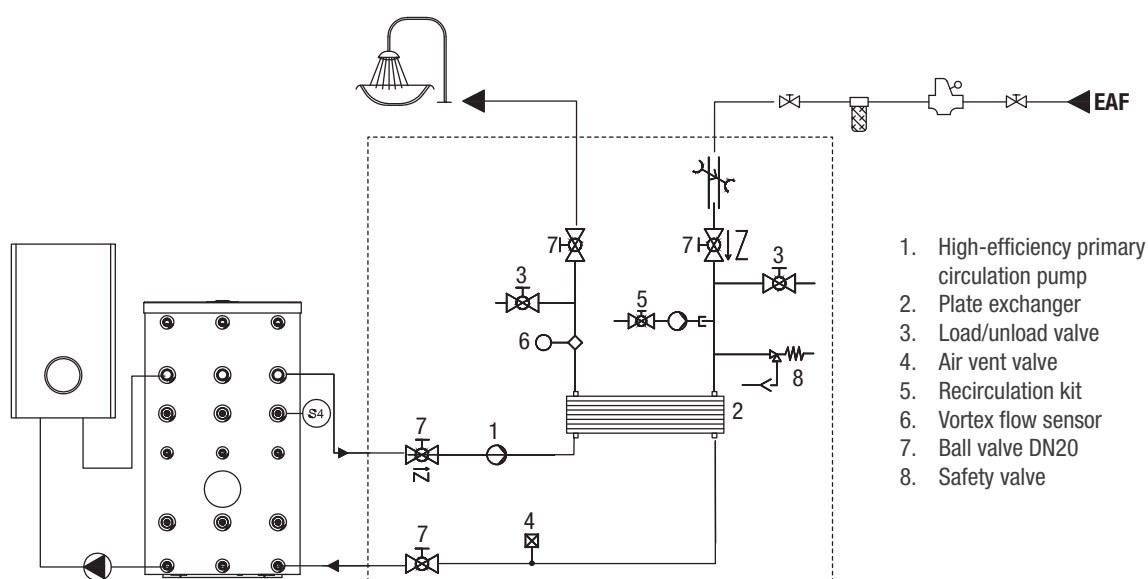 EAF
7
7
3
3
5
6
8
2
S4
7
1
4
7
1. High-efficiency primary
circulation pump
2. Plate exchanger
3. Load/unload valve
4. Air vent valve
5. Recirculation kit
6. Vortex flow sensor
7. Ball valve DN20
8. Safety valve